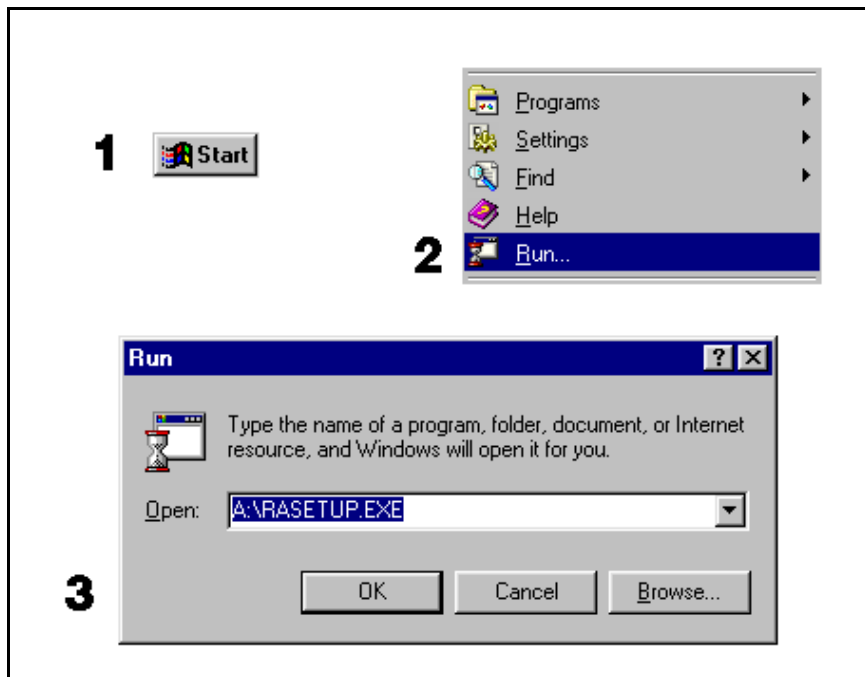 1
Start
Programs
Settings
Find
Help
2
Run...
Run
Type the name of a program, folder, document, or Internet
resource, and Windows will open it for you.
Open:
A:\RASETUP.EXE
3
OK
Cancel
Browse...